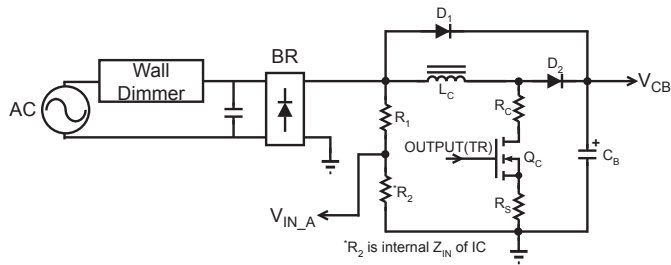 D1
Wall
Dimmer
BR
D2
VCB
AC
LC
RC
R1
OUTPUT(TR)
QC
+
CB
*R2
VIN_A
RS
*R2 is internal ZIN of IC